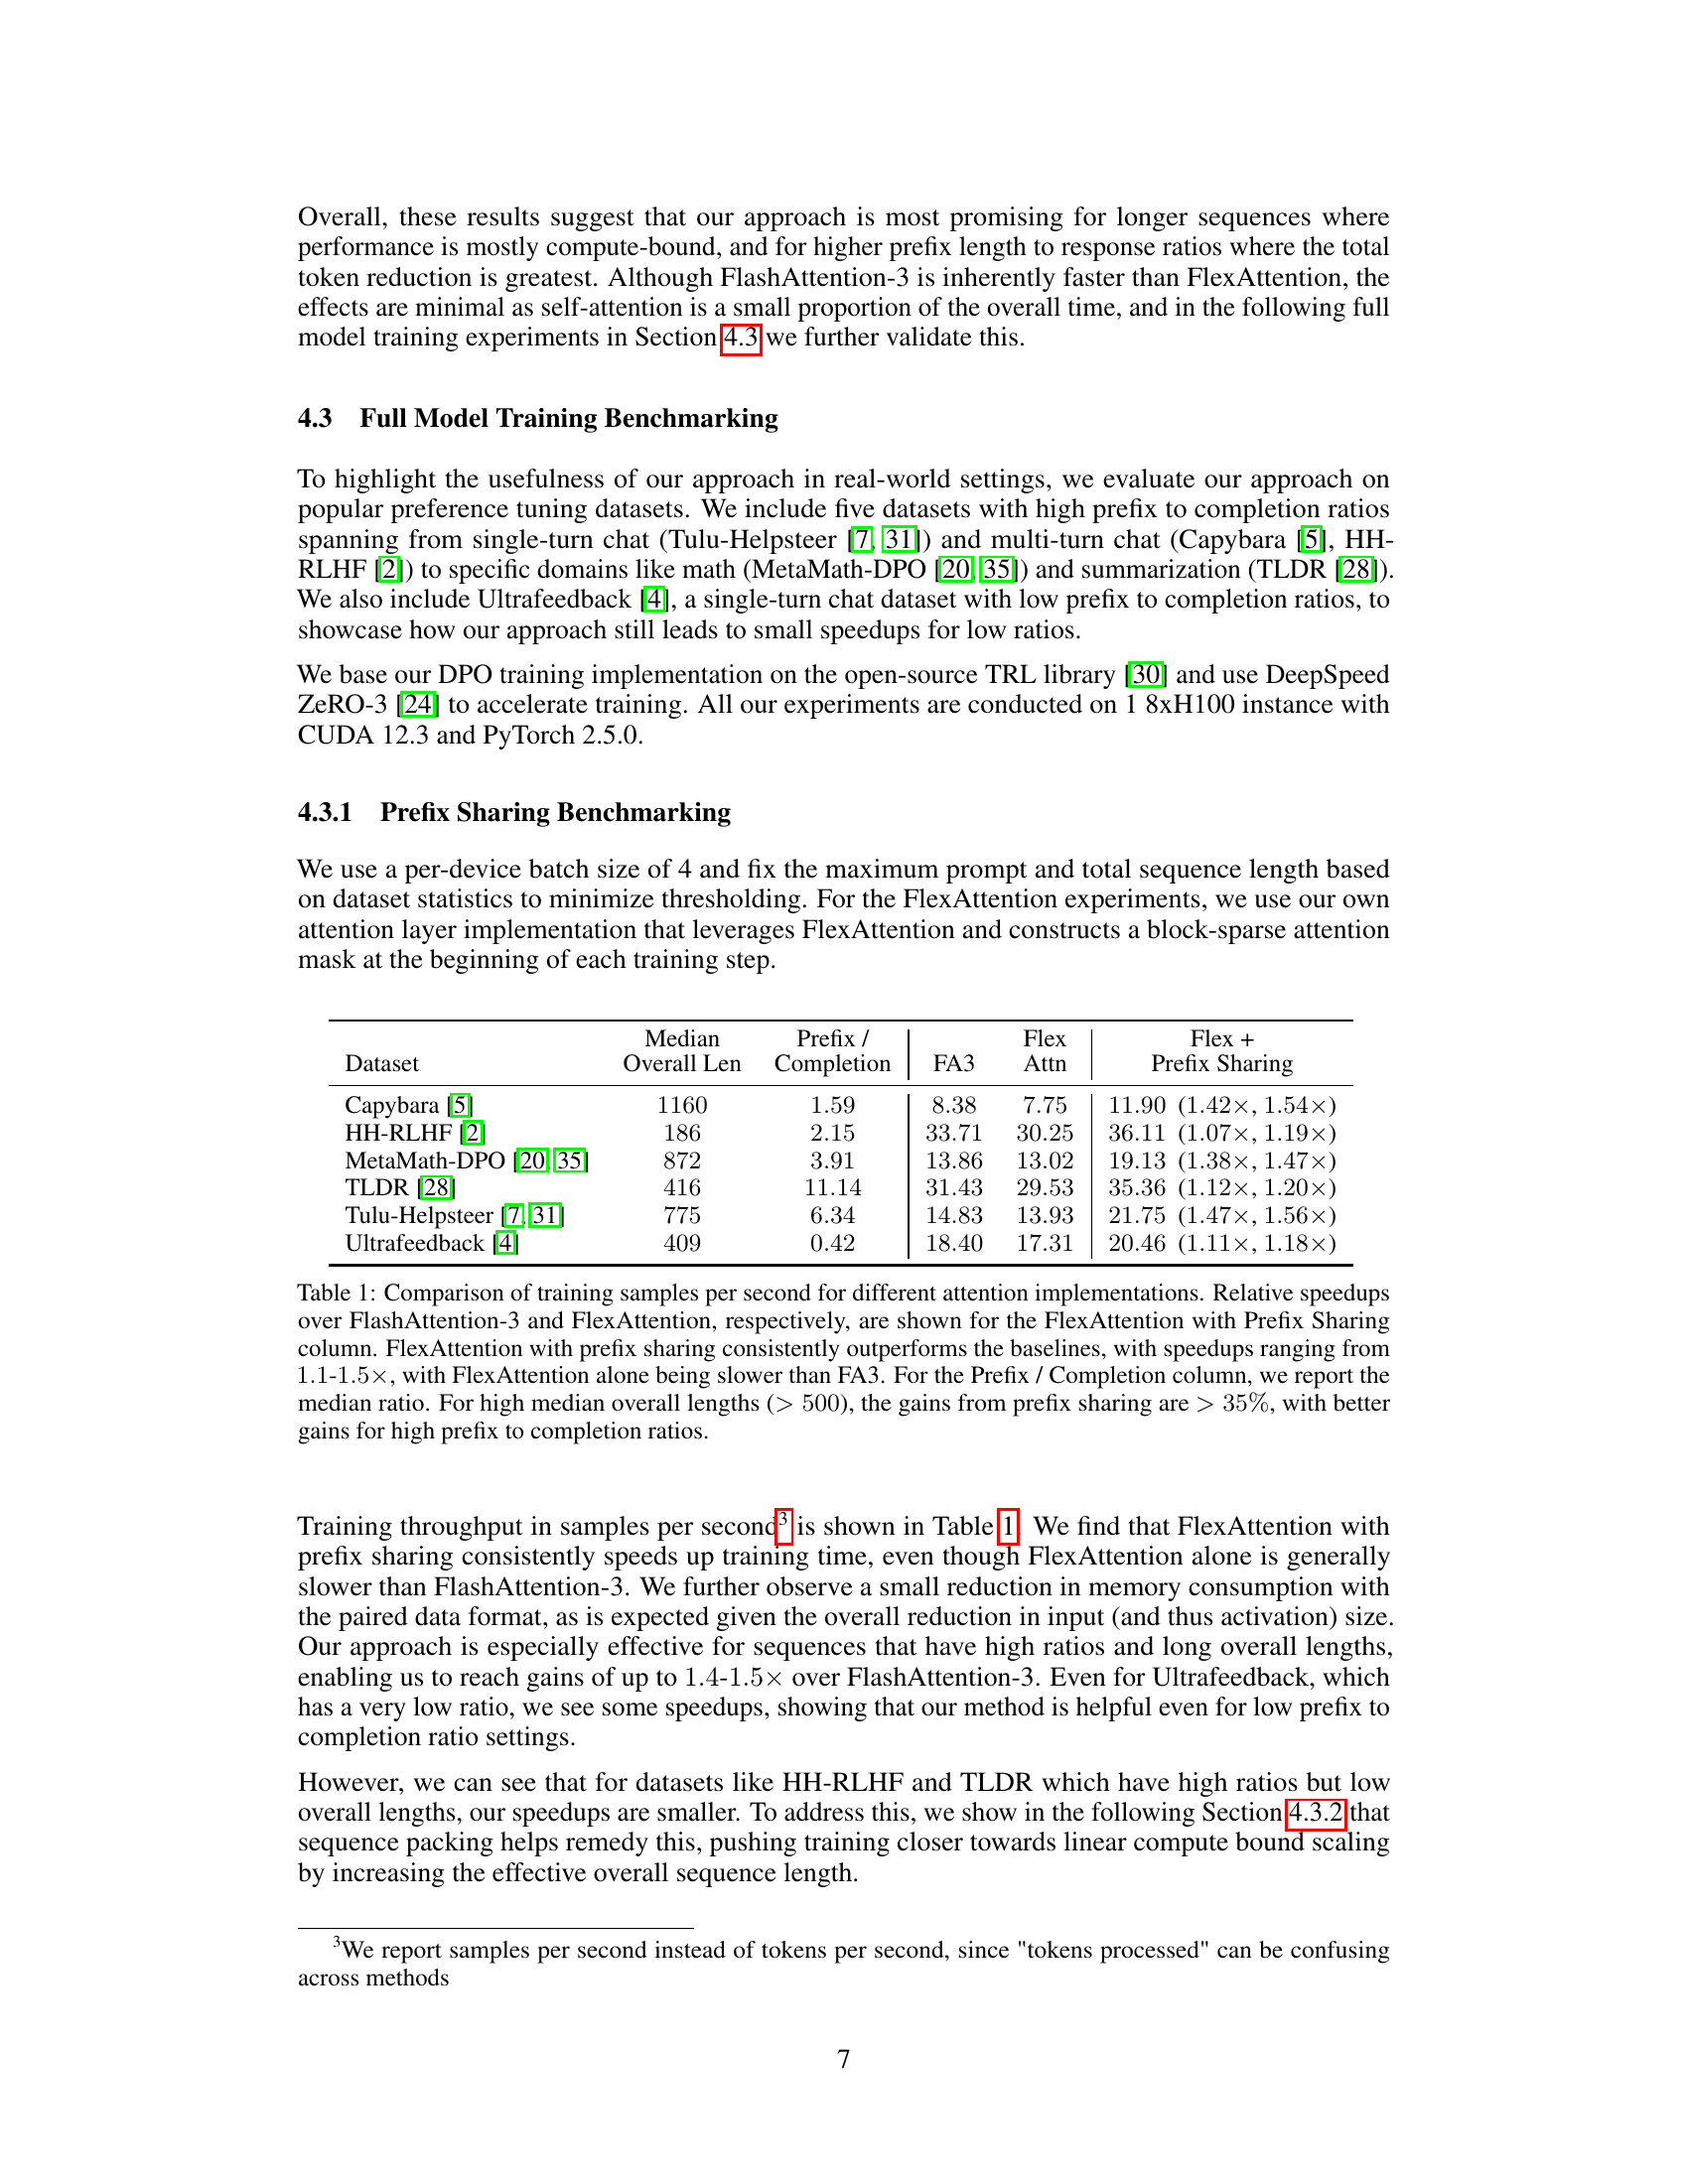 Overall, these results suggest that our approach is most promising for longer sequences where
performance is mostly compute-bound, and for higher prefix length to response ratios where the total
token reduction is greatest. Although FlashAttention-3 is inherently faster than FlexAttention, the
effects are minimal as self-attention is a small proportion of the overall time, and in the following full
model training experiments in Section 4.3 we further validate this.
4.3 Full Model Training Benchmarking
To highlight the usefulness of our approach in real-world settings, we evaluate our approach on
popular preference tuning datasets. We include five datasets with high prefix to completion ratios
spanning from single-turn chat (Tulu-Helpsteer [7, 31]) and multi-turn chat (Capybara [5], HH-
RLHF [2]) to specific domains like math (MetaMath-DPO [20, 35]) and summarization (TLDR [28]).
We also include Ultrafeedback [4], a single-turn chat dataset with low prefix to completion ratios, to
showcase how our approach still leads to small speedups for low ratios.
We base our DPO training implementation on the open-source TRL library [30] and use DeepSpeed
ZeRO-3 [24] to accelerate training. All our experiments are conducted on 1 8xH100 instance with
CUDA 12.3 and PyTorch 2.5.0.
4.3.1 Prefix Sharing Benchmarking
We use a per-device batch size of 4 and fix the maximum prompt and total sequence length based
on dataset statistics to minimize thresholding. For the FlexAttention experiments, we use our own
attention layer implementation that leverages FlexAttention and constructs a block-sparse attention
mask at the beginning of each training step.
Median Prefix / Flex Flex +
Dataset Overall Len Completion FA3 Attn Prefix Sharing
Capybara [5] 1160 1.59 8.38 7.75 11.90 (1.42×, 1.54×)
HH-RLHF [2] 186 2.15 33.71 30.25 36.11 (1.07×, 1.19×)
MetaMath-DPO [20, 35] 872 3.91 13.86 13.02 19.13 (1.38×, 1.47×)
TLDR [28] 416 11.14 31.43 29.53 35.36 (1.12×, 1.20×)
Tulu-Helpsteer [7, 31] 775 6.34 14.83 13.93 21.75 (1.47×, 1.56×)
Ultrafeedback [4] 409 0.42 18.40 17.31 20.46 (1.11×, 1.18×)
Table 1: Comparison of training samples per second for different attention implementations. Relative speedups
over FlashAttention-3 and FlexAttention, respectively, are shown for the FlexAttention with Prefix Sharing
column. FlexAttention with prefix sharing consistently outperforms the baselines, with speedups ranging from
1.1-1.5×, with FlexAttention alone being slower than FA3. For the Prefix / Completion column, we report the
median ratio. For high median overall lengths (> 500), the gains from prefix sharing are > 35%, with better
gains for high prefix to completion ratios.
Training throughput in samples per second³ is shown in Table 1. We find that FlexAttention with
prefix sharing consistently speeds up training time, even though FlexAttention alone is generally
slower than FlashAttention-3. We further observe a small reduction in memory consumption with
the paired data format, as is expected given the overall reduction in input (and thus activation) size.
Our approach is especially effective for sequences that have high ratios and long overall lengths,
enabling us to reach gains of up to 1.4-1.5× over FlashAttention-3. Even for Ultrafeedback, which
has a very low ratio, we see some speedups, showing that our method is helpful even for low prefix to
completion ratio settings.
However, we can see that for datasets like HH-RLHF and TLDR which have high ratios but low
overall lengths, our speedups are smaller. To address this, we show in the following Section 4.3.2 that
sequence packing helps remedy this, pushing training closer towards linear compute bound scaling
by increasing the effective overall sequence length.
³We report samples per second instead of tokens per second, since "tokens processed" can be confusing
across methods
7